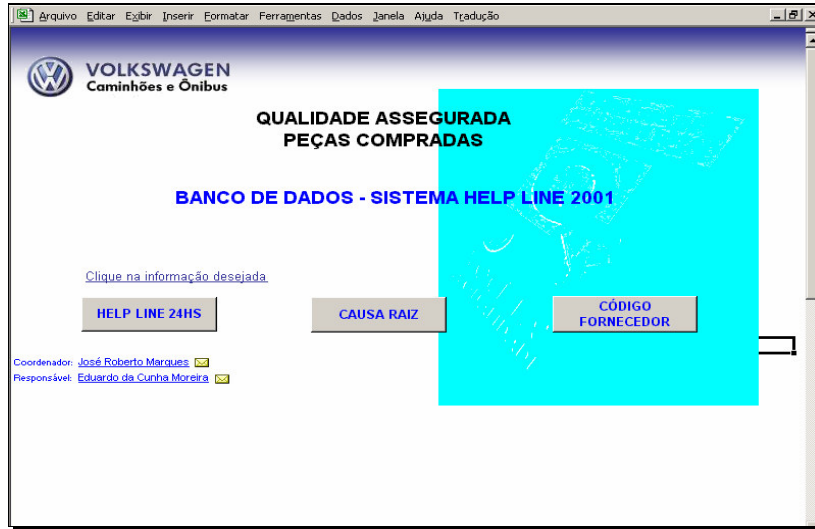 Arquivo Editar Exibir Inserir Formatar Ferramentas Dados Janela Ajuda Tradução
VOLKSWAGEN
Caminhões e Ônibus
QUALIDADE ASSEGURADA
PEÇAS COMPRADAS
BANCO DE DADOS - SISTEMA HELP LINE 2001
Clique na informação desejada
HELP LINE 24HS
CAUSA RAIZ
CÓDIGO
FORNECEDOR
Coordenador: José Roberto Marques
Responsável: Eduardo da Cunha Moreira